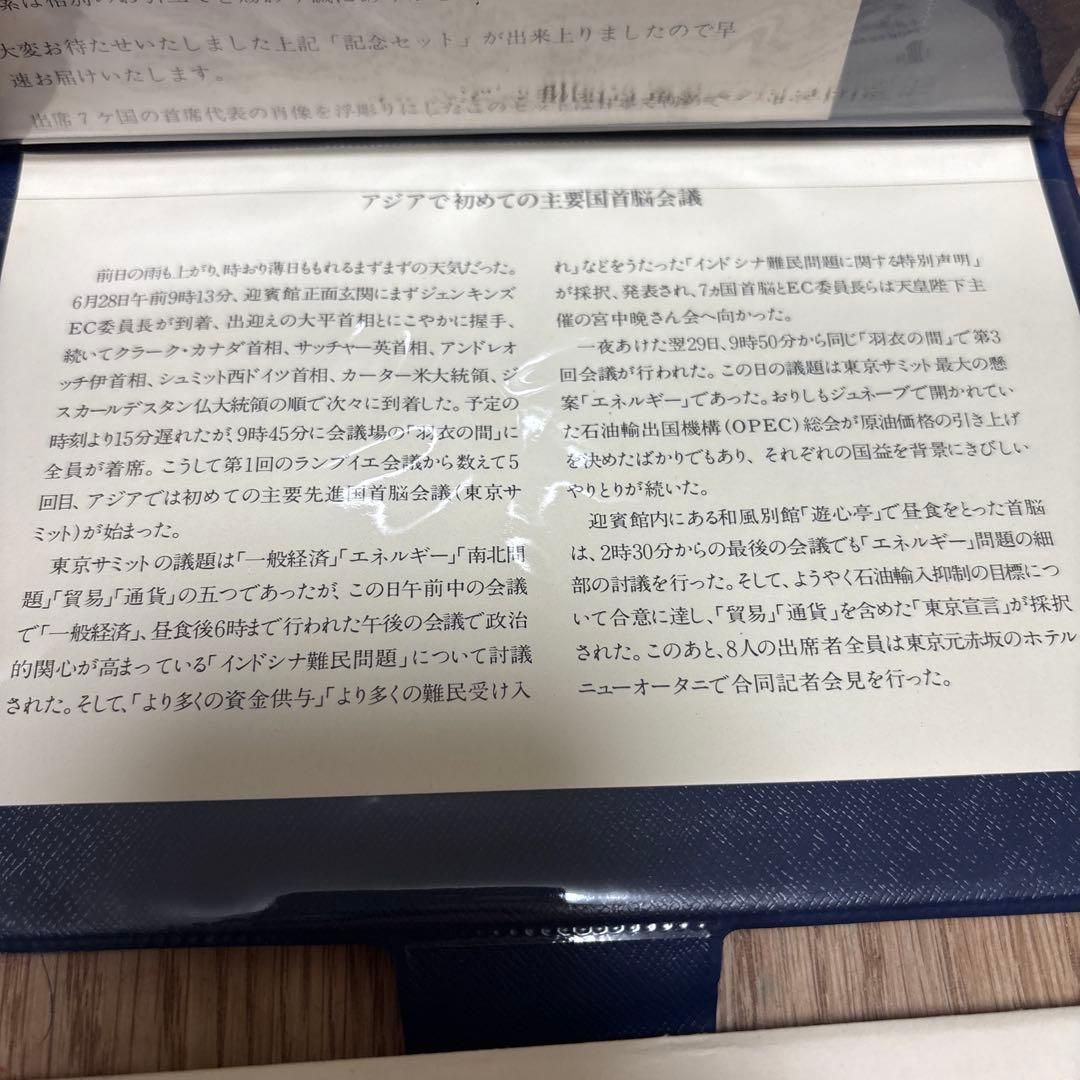 大変お待たせいたしました上記「記念セット」が出来上りましたので早
速お届けいたします。
出席7ヶ国の首席代表の肖像を浮彫りにしたこのセットは
アジアで初めての主要国首脳会議
前日の雨も上がり、時おり薄日ももれるまずまずの天気だった。
6月28日午前9時13分、迎賓館正面玄関にまずジェンキンズ
EC委員長が到着、出迎えの大平首相とにこやかに握手、
続いてクラーク・カナダ首相、サッチャー英首相、アンドレオ
ッチ伊首相、シュミット西ドイツ首相、カーター米大統領、ジ
スカールデスタン仏大統領の順で次々に到着した。予定の
時刻より15分遅れたが、9時45分に会議場の「羽衣の間」に
全員が着席。こうして第1回のランブイエ会議から数えて5
回目、アジアでは初めての主要先進国首脳会議(東京サ
ミット)が始まった。
東京サミットの議題は「一般経済」「エネルギー」「南北問
題」「貿易」「通貨」の五つであったが、この日午前中の会議
で「一般経済」、昼食後6時まで行われた午後の会議で政治
的関心が高まっている「インドシナ難民問題」について討議
された。そして、「より多くの資金供与」「より多くの難民受け入
れ」などをうたった「インドシナ難民問題に関する特別声明」
が採択、発表され、7ヵ国首脳とEC委員長らは天皇陛下主
催の宮中晩さん会へ向かった。
一夜あけた翌29日、9時50分から同じ「羽衣の間」で第3
回会議が行われた。この日の議題は東京サミット最大の懸
案「エネルギー」であった。おりしもジュネーブで開かれてい
た石油輸出国機構(OPEC)総会が原油価格の引き上げ
を決めたばかりでもあり、それぞれの国益を背景にきびしい
やりとりが続いた。
迎賓館内にある和風別館「遊心亭」で昼食をとった首脳
は、2時30分からの最後の会議でも「エネルギー」問題の細
部の討議を行った。そして、ようやく石油輸入抑制の目標につ
いて合意に達し、「貿易」「通貨」を含めた「東京宣言」が採択
された。このあと、8人の出席者全員は東京元赤坂のホテル
ニューオータニで合同記者会見を行った。